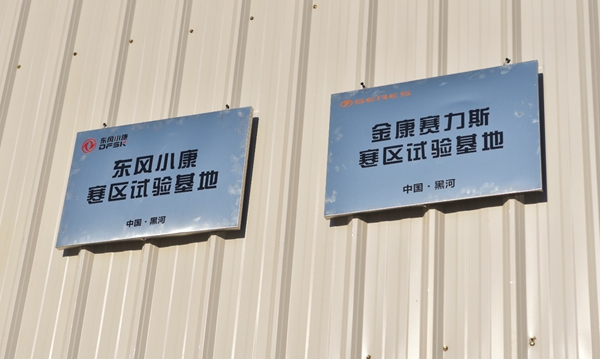 东风小康
DFSK
东风小康
寒区试验基地
中国·黑河
SERES
金康赛力斯
寒区试验基地
中国·黑河